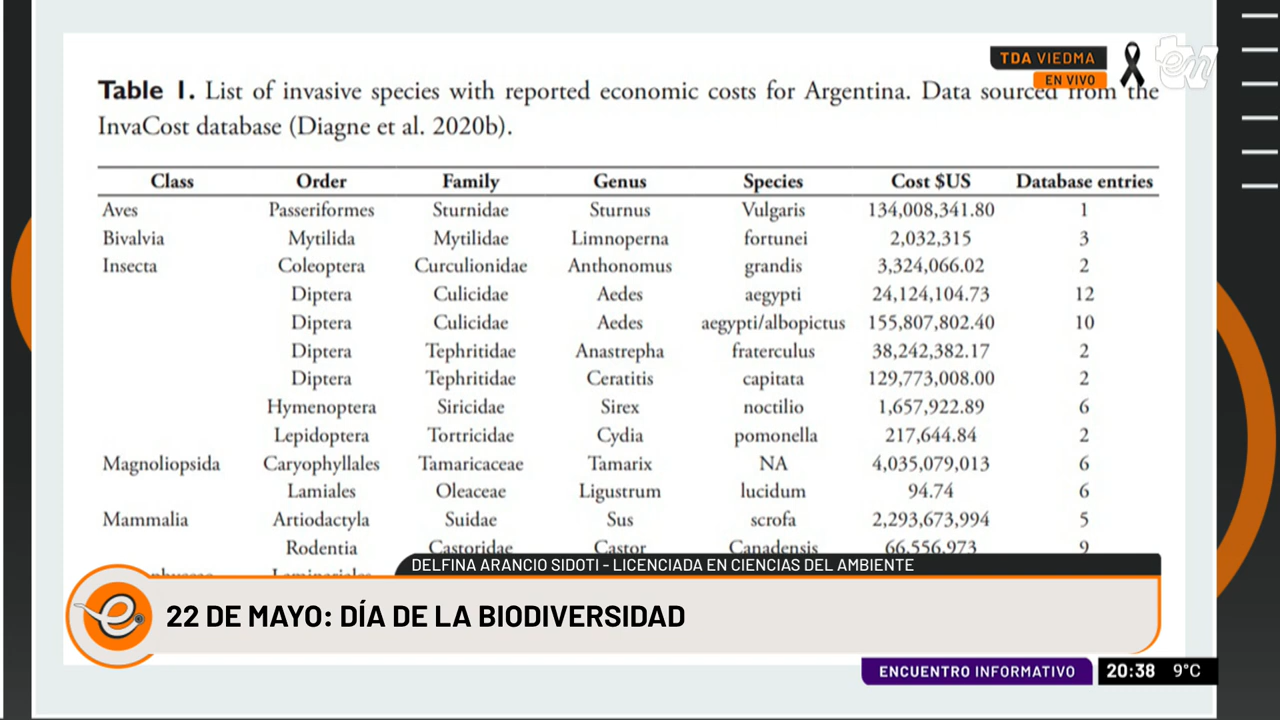 TDA VIEDMA
EN VIVO
Table 1. List of invasive species with reported economic costs for Argentina. Data sourced from the
InvaCost database (Diagne et al. 2020b).
Class Order Family Genus Species Cost $US Database entries
Aves Passeriformes Sturnidae Sturnus Vulgaris 134,008,341.80 1
Bivalvia Mytilida Mytilidae Limnoperna fortunei 2,032,315 3
Insecta Coleoptera Curculionidae Anthonomus grandis 3,324,066.02 2
Diptera Culicidae Aedes aegypti 24,124,104.73 12
Diptera Culicidae Aedes aegypti/albopictus 155,807,802.40 10
Diptera Tephritidae Anastrepha fraterculus 38,242,382.17 2
Diptera Tephritidae Ceratitis capitata 129,773,008.00 2
Hymenoptera Siricidae Sirex noctilio 1,657,922.89 6
Lepidoptera Tortricidae Cydia pomonella 217,644.84 2
Magnoliopsida Caryophyllales Tamaricaceae Tamarix NA 4,035,079,013 6
Lamiales Oleaceae Ligustrum lucidum 94.74 6
Mammalia Artiodactyla Suidae Sus scrofa 2,293,673,994 5
Rodentia Castoridae Castor Canadensis 66,556,973 9
DELFINA ARANCIO SIDOTI - LICENCIADA EN CIENCIAS DEL AMBIENTE
22 DE MAYO: DÍA DE LA BIODIVERSIDAD
ENCUENTRO INFORMATIVO 20:38 9°C